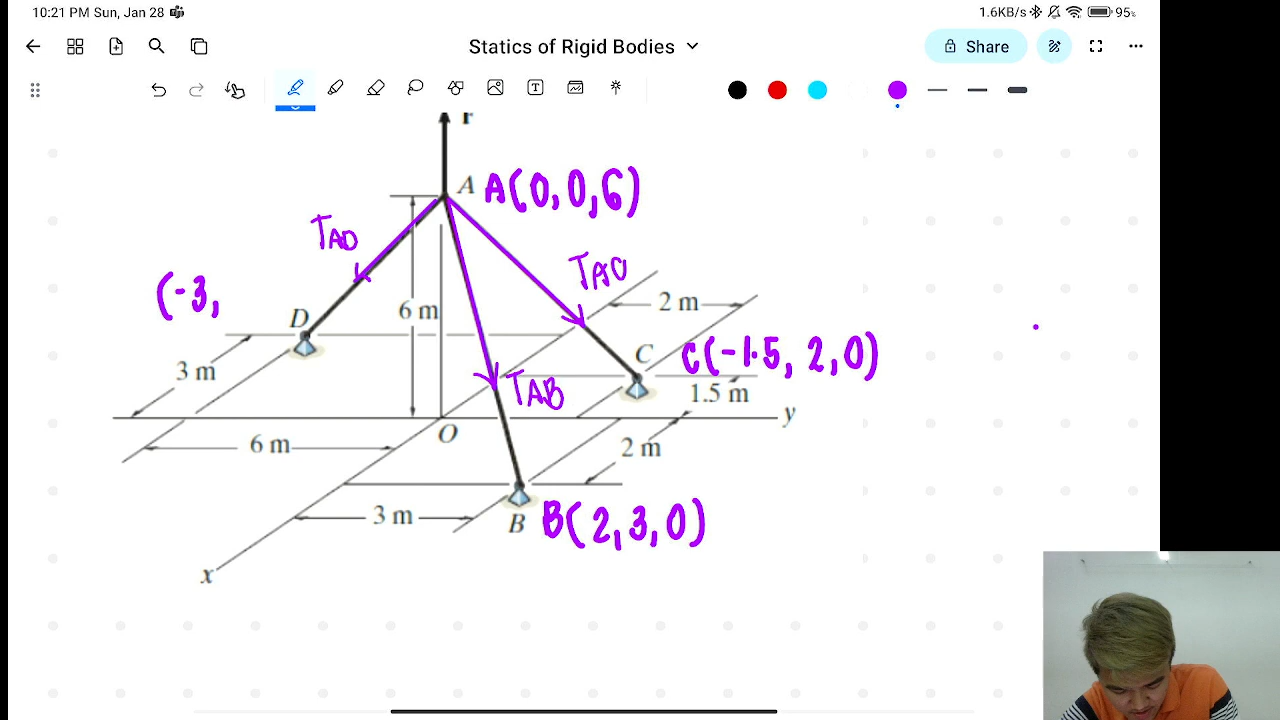 10:21 PM Sun, Jan 28
1.6KB/s 95%
Statics of Rigid Bodies
Share
T
F
A A(0,0,6)
TAD
TAC
(-3,
D
6 m
2 m
C C(-1.5, 2,0)
3 m
TAB
1.5 m
O
y
6 m
2 m
3 m
B B(2,3,0)
x